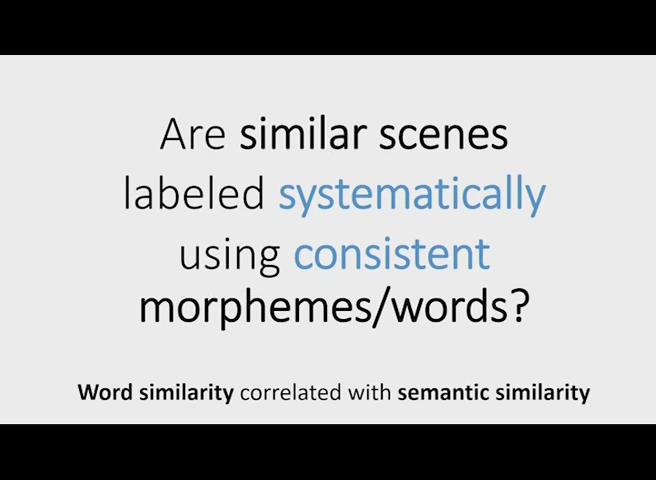 Are similar scenes
labeled systematically
using consistent
morphemes/words?
Word similarity correlated with semantic similarity